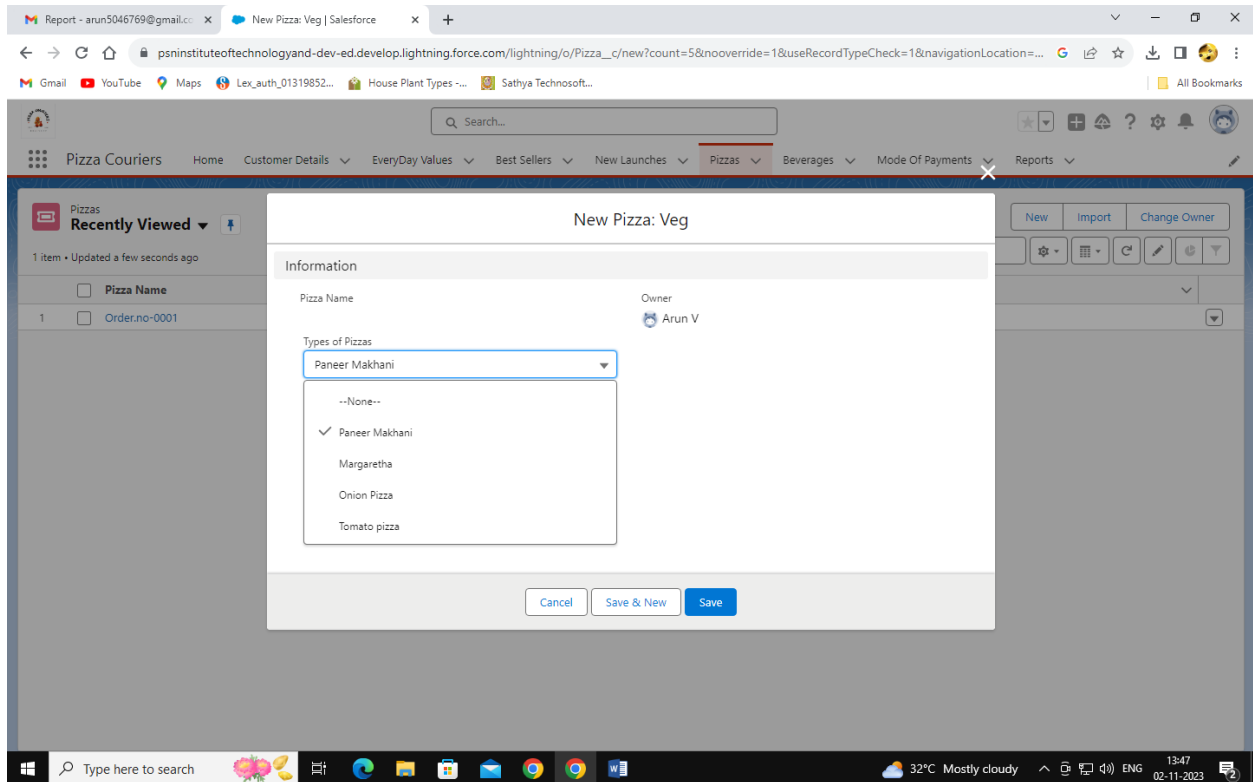 Report - arun5046769@gmail.co
New Pizza: Veg | Salesforce
psninstituteoftechnologyand-dev-ed.develop.lightning.force.com/lightning/o/Pizza__c/new?count=5&nooverride=1&useRecordTypeCheck=1&navigationLocation=...
Gmail YouTube Maps Lex_auth_01319852... House Plant Types -... Sathya Technosoft... All Bookmarks
Search...
Pizza Couriers Home Customer Details EveryDay Values Best Sellers New Launches Pizzas Beverages Mode Of Payments Reports
Pizzas
Recently Viewed
New Import Change Owner
1 item • Updated a few seconds ago
Pizza Name
1 Order.no-0001
New Pizza: Veg
Information
Pizza Name
Owner
Arun V
Types of Pizzas
Paneer Makhani
--None--
Paneer Makhani
Margaretha
Onion Pizza
Tomato pizza
Cancel Save & New Save
Type here to search
32°C Mostly cloudy
ENG
13:47
02-11-2023
2